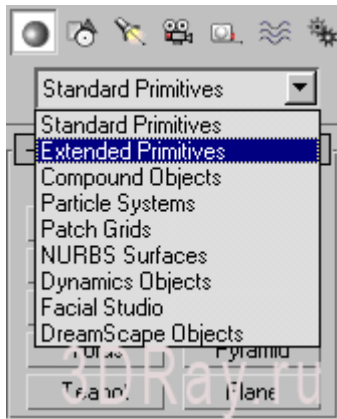 Standard Primitives
Standard Primitives
Extended Primitives
Compound Objects
Particle Systems
Patch Grids
NURBS Surfaces
Dynamics Objects
Facial Studio
DreamScape Objects
Torus Pyramid
Teapot Plane
3DRay.ru